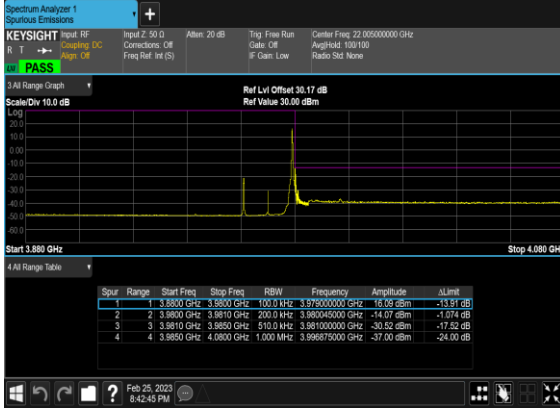 Spectrum Analyzer 1
Spurious Emissions
+
KEYSIGHT Input: RF Input Z: 50 Ω Atten: 20 dB Trig: Free Run Center Freq: 22.005000000 GHz
R T Coupling: DC Corrections: Off Gate: Off Avg|Hold: 100/100
Align: Off Freq Ref: Int (S) IF Gain: Low Radio Std: None
PASS
3 All Range Graph Ref Lvl Offset 30.17 dB
Scale/Div 10.0 dB Ref Value 30.00 dBm
Log
20.0
10.0
0.00
-10.0
-20.0
-30.0
-40.0
-50.0
-60.0
Start 3.880 GHz Stop 4.080 GH
4 All Range Table
Spur Range Start Freq Stop Freq RBW Frequency Amplitude ΔLimit
1 1 3.8800 GHz 3.9800 GHz 100.0 kHz 3.979000000 GHz 16.09 dBm -13.91 dB
2 2 3.9800 GHz 3.9810 GHz 200.0 kHz 3.980045000 GHz -14.07 dBm -1.074 dB
3 3 3.9810 GHz 3.9850 GHz 510.0 kHz 3.981000000 GHz -30.52 dBm -17.52 dB
4 4 3.9850 GHz 4.0800 GHz 1.000 MHz 3.996875000 GHz -37.00 dBm -24.00 dB
? Feb 25, 2023
8:42:45 PM